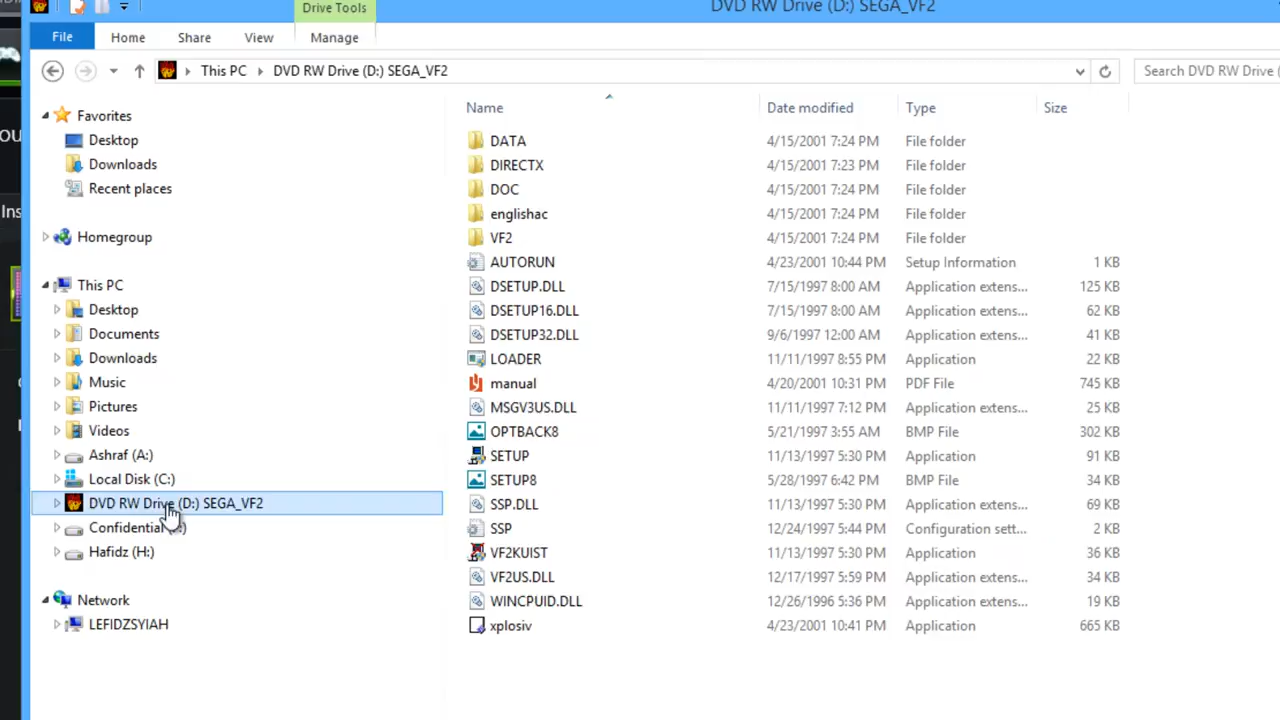 Drive Tools
DVD RW Drive (D:) SEGA_VF2
File Home Share View Manage
This PC DVD RW Drive (D:) SEGA_VF2 Search DVD RW Drive (
Favorites
Desktop
Downloads
Recent places
Homegroup
This PC
Desktop
Documents
Downloads
Music
Pictures
Videos
Ashraf (A:)
Local Disk (C:)
DVD RW Drive (D:) SEGA_VF2
Confidential :)
Hafidz (H:)
Network
LEFIDZSYIAH
Name Date modified Type Size
DATA 4/15/2001 7:24 PM File folder
DIRECTX 4/15/2001 7:23 PM File folder
DOC 4/15/2001 7:24 PM File folder
englishac 4/15/2001 7:24 PM File folder
VF2 4/15/2001 7:24 PM File folder
AUTORUN 4/23/2001 10:44 PM Setup Information 1 KB
DSETUP.DLL 7/15/1997 8:00 AM Application extens... 125 KB
DSETUP16.DLL 7/15/1997 8:00 AM Application extens... 62 KB
DSETUP32.DLL 9/6/1997 12:00 AM Application extens... 41 KB
LOADER 11/11/1997 8:55 PM Application 22 KB
manual 4/20/2001 10:31 PM PDF File 745 KB
MSGV3US.DLL 11/11/1997 7:12 PM Application extens... 25 KB
OPTBACK8 5/21/1997 3:55 AM BMP File 302 KB
SETUP 11/13/1997 5:30 PM Application 91 KB
SETUP8 5/28/1997 6:42 PM BMP File 34 KB
SSP.DLL 11/13/1997 5:30 PM Application extens... 69 KB
SSP 12/24/1997 5:44 PM Configuration sett... 2 KB
VF2KUIST 11/13/1997 5:30 PM Application 36 KB
VF2US.DLL 12/17/1997 5:59 PM Application extens... 34 KB
WINCPUID.DLL 12/26/1996 5:36 PM Application extens... 19 KB
xplosiv 4/23/2001 10:41 PM Application 665 KB